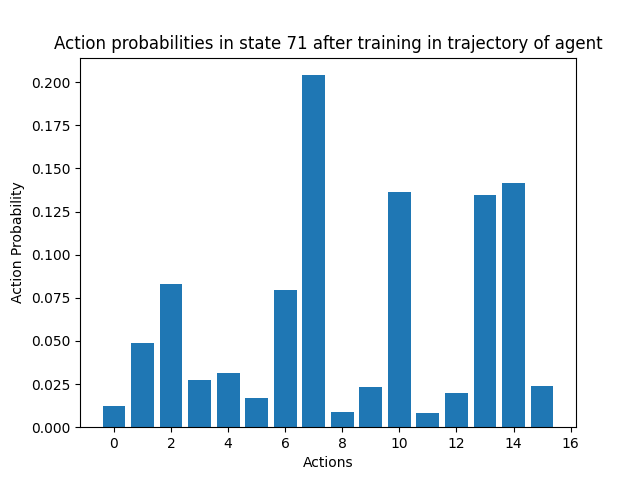 Action probabilities in state 71 after training in trajectory of agent
0.200
0.175
0.150
0.125
0.100
0.075
0.050
0.025
0.000
Action Probability
0 2 4 6 8 10 12 14 16
Actions